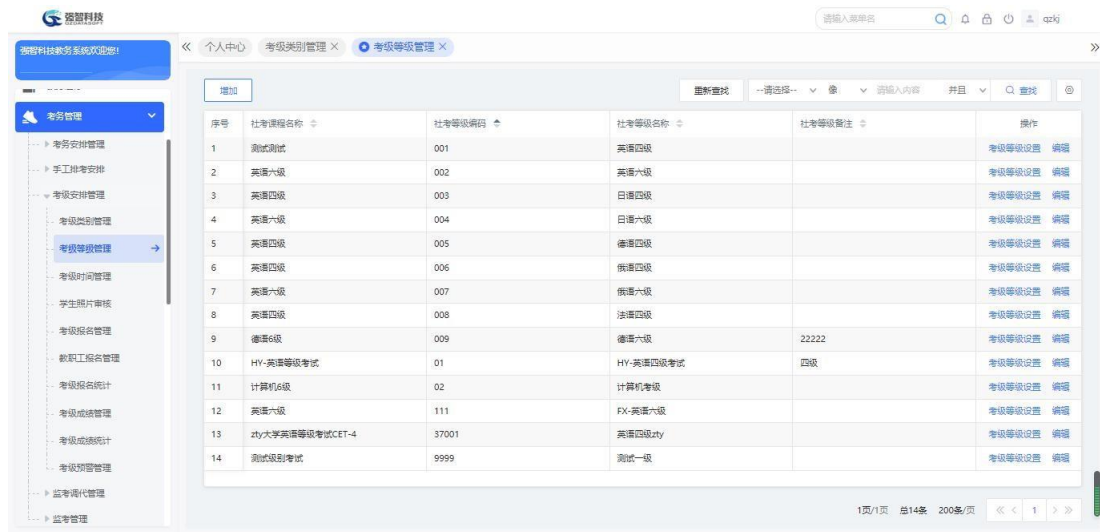 强智科技
QZDATASOFT
请输入菜单名
qzkj
强智科技教务系统欢迎您!
个人中心 考级类别管理 × 考级等级管理 ×
考务管理
考务安排管理
手工排考安排
考级安排管理
考级类别管理
考级等级管理
考级时间管理
学生照片审核
考级报名管理
教职工报名管理
考级报名统计
考级成绩管理
考级成绩统计
考级预警管理
监考调代管理
监考管理
增加 重新查找 --请选择-- 像 请输入内容 并且 查找
序号 社考课程名称 社考等级编码 社考等级名称 社考等级备注 操作
1 测试测试 001 英语四级 考级等级设置 编辑
2 英语六级 002 英语六级 考级等级设置 编辑
3 英语四级 003 日语四级 考级等级设置 编辑
4 英语六级 004 日语六级 考级等级设置 编辑
5 英语四级 005 德语四级 考级等级设置 编辑
6 英语四级 006 俄语四级 考级等级设置 编辑
7 英语六级 007 俄语六级 考级等级设置 编辑
8 英语四级 008 法语四级 考级等级设置 编辑
9 德语6级 009 德语六级 22222 考级等级设置 编辑
10 HY-英语等级考试 01 HY-英语四级考试 四级 考级等级设置 编辑
11 计算机6级 02 计算机考级 考级等级设置 编辑
12 英语六级 111 FX-英语六级 考级等级设置 编辑
13 zty大学英语等级考试CET-4 37001 英语四级zty 考级等级设置 编辑
14 测试级别考试 9999 测试一级 考级等级设置 编辑
1页/1页 总14条 200条/页 1